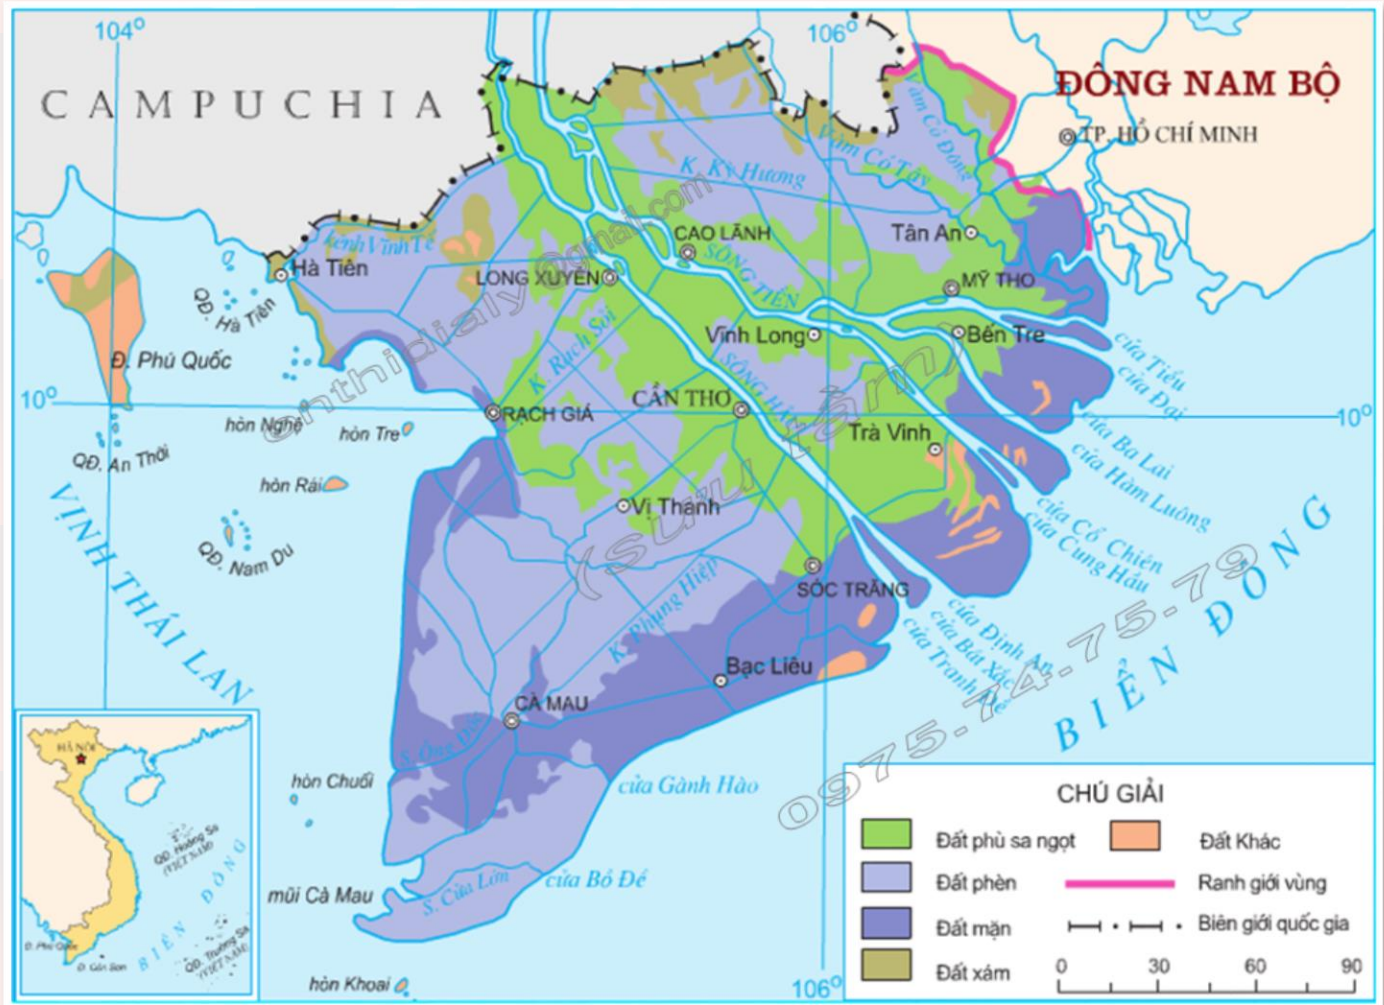 104°
106°
CAMPUCHIA
ĐÔNG NAM BỘ
TP. HỒ CHÍ MINH
Vàm Cỏ Đông
Vàm Cỏ Tây
K. Kỳ Hương
Kênh Vĩnh Tế
Hà Tiên
QĐ. Hà Tiên
CAO LÃNH
Tân An
LONG XUYÊN
SÔNG TIỀN
MỸ THO
Vĩnh Long
Bến Tre
K. Rạch Sỏi
Đ. Phú Quốc
SÔNG HẬU
cửa Tiểu
cửa Đại
10°
10°
CẦN THƠ
RẠCH GIÁ
hòn Nghệ
hòn Tre
Trà Vinh
cửa Ba Lai
cửa Hàm Luông
QĐ. An Thới
hòn Rái
Vị Thanh
cửa Cổ Chiên
cửa Cung Hầu
QĐ. Nam Du
VỊNH THÁI LAN
BIỂN ĐÔNG
SÓC TRĂNG
K. Phụng Hiệp
cửa Định An
cửa Bát Xắc
cửa Tranh Đề
Bạc Liêu
CÀ MAU
S. Ông Đốc
hòn Chuối
cửa Gành Hào
mũi Cà Mau
S. Cửa Lớn
cửa Bồ Đề
hòn Khoai
106°
onthidialy @gmail.com
(sưu tầm)
0975.74.75.79
HÀ NỘI
QĐ. Hoàng Sa
(VIỆT NAM)
BIỂN ĐÔNG
QĐ. Trường Sa
(VIỆT NAM)
Đ. Phú Quốc
Đ. Côn Sơn
CHÚ GIẢI
Đất phù sa ngọt
Đất Khác
Đất phèn
Ranh giới vùng
Đất mặn
Biên giới quốc gia
Đất xám
0 30 60 90